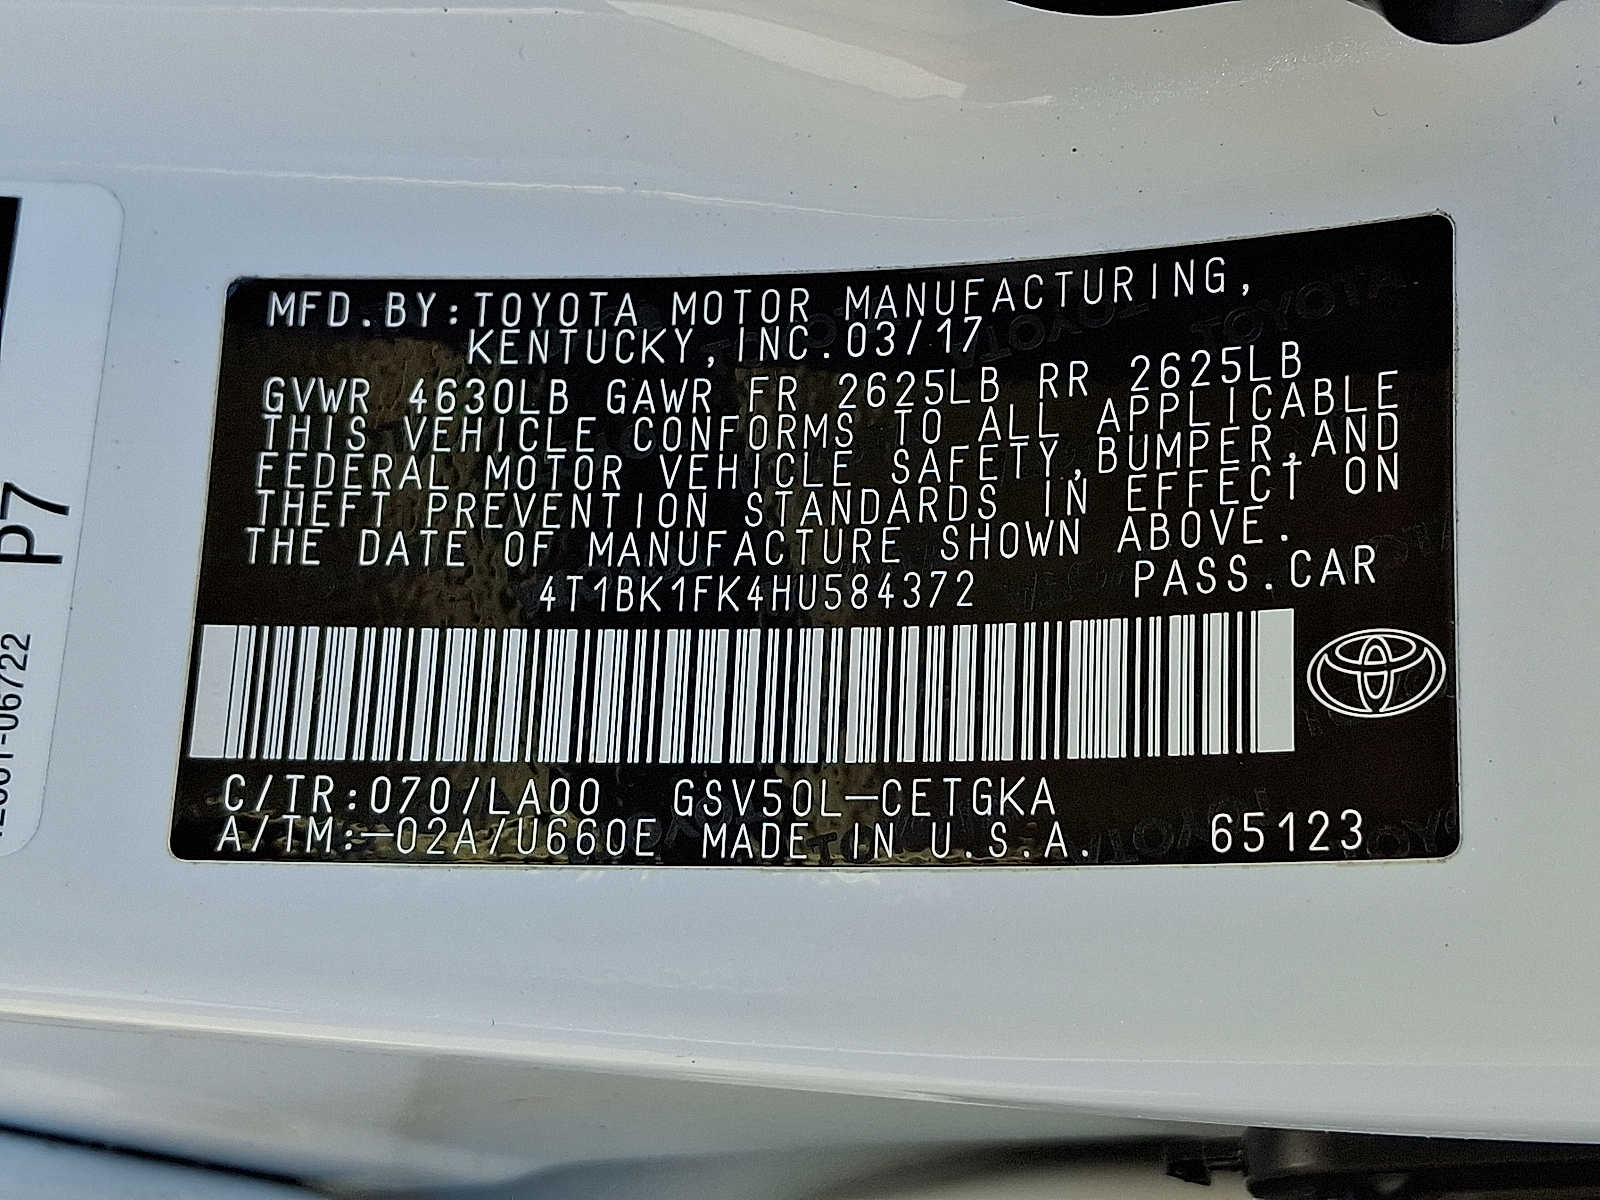 MFD.BY:TOYOTA MOTOR MANUFACTURING,
KENTUCKY,INC.03/17
GVWR 4630LB GAWR FR 2625LB RR 2625LB
THIS VEHICLE CONFORMS TO ALL APPLICABLE
FEDERAL MOTOR VEHICLE SAFETY,BUMPER,AND
THEFT PREVENTION STANDARDS IN EFFECT ON
THE DATE OF MANUFACTURE SHOWN ABOVE.
4T1BK1FK4HU584372 PASS.CAR
C/TR:070/LA00 GSV50L-CETGKA
A/TM:-02A/U660E MADE IN U.S.A. 65123
P7